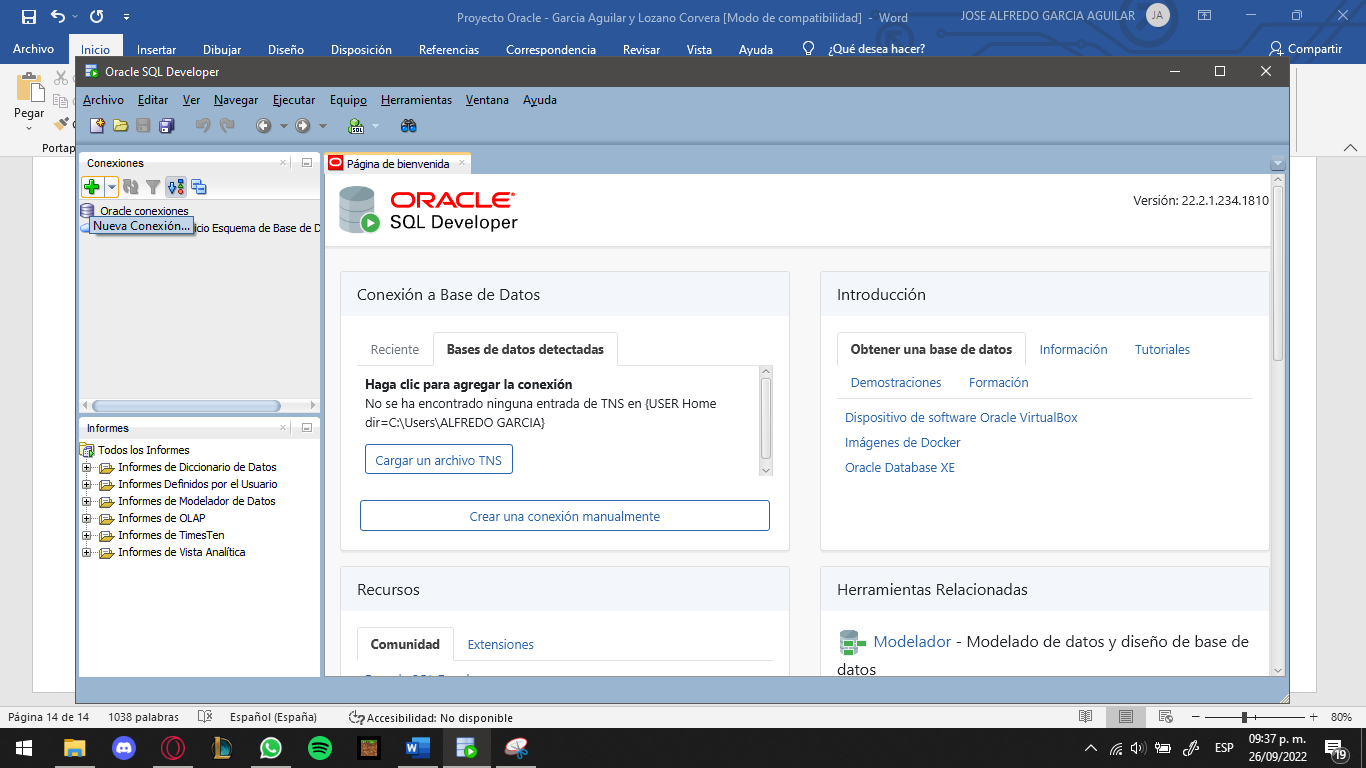 Proyecto Oracle - Garcia Aguilar y Lozano Corvera [Modo de compatibilidad] - Word
JOSE ALFREDO GARCIA AGUILAR
JA
Archivo Inicio Insertar Dibujar Diseño Disposición Referencias Correspondencia Revisar Vista Ayuda ¿Qué desea hacer? Compartir
Pegar
Portap
Oracle SQL Developer
Archivo Editar Ver Navegar Ejecutar Equipo Herramientas Ventana Ayuda
SQL
Conexiones
Oracle conexiones
Nueva Conexión...
icio Esquema de Base de D
Informes
Todos los Informes
Informes de Diccionario de Datos
Informes Definidos por el Usuario
Informes de Modelador de Datos
Informes de OLAP
Informes de TimesTen
Informes de Vista Analítica
Página de bienvenida
ORACLE
SQL Developer
Versión: 22.2.1.234.1810
Conexión a Base de Datos
Reciente Bases de datos detectadas
Haga clic para agregar la conexión
No se ha encontrado ninguna entrada de TNS en {USER Home
dir=C:\Users\ALFREDO GARCIA}
Cargar un archivo TNS
Crear una conexión manualmente
Introducción
Obtener una base de datos Información Tutoriales
Demostraciones Formación
Dispositivo de software Oracle VirtualBox
Imágenes de Docker
Oracle Database XE
Recursos
Comunidad Extensiones
Herramientas Relacionadas
Modelador - Modelado de datos y diseño de base de
datos
Página 14 de 14 1038 palabras Español (España) Accesibilidad: No disponible 80%
ESP
09:37 p. m.
26/09/2022
19